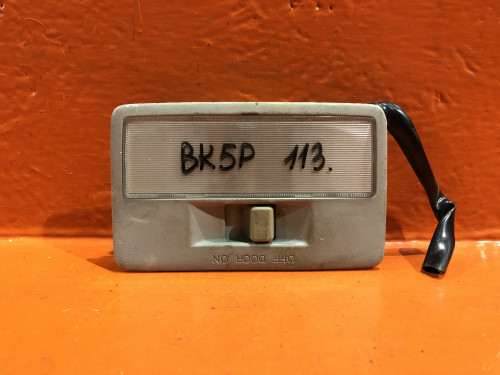 BK5P 113.
OFF DOOR ON